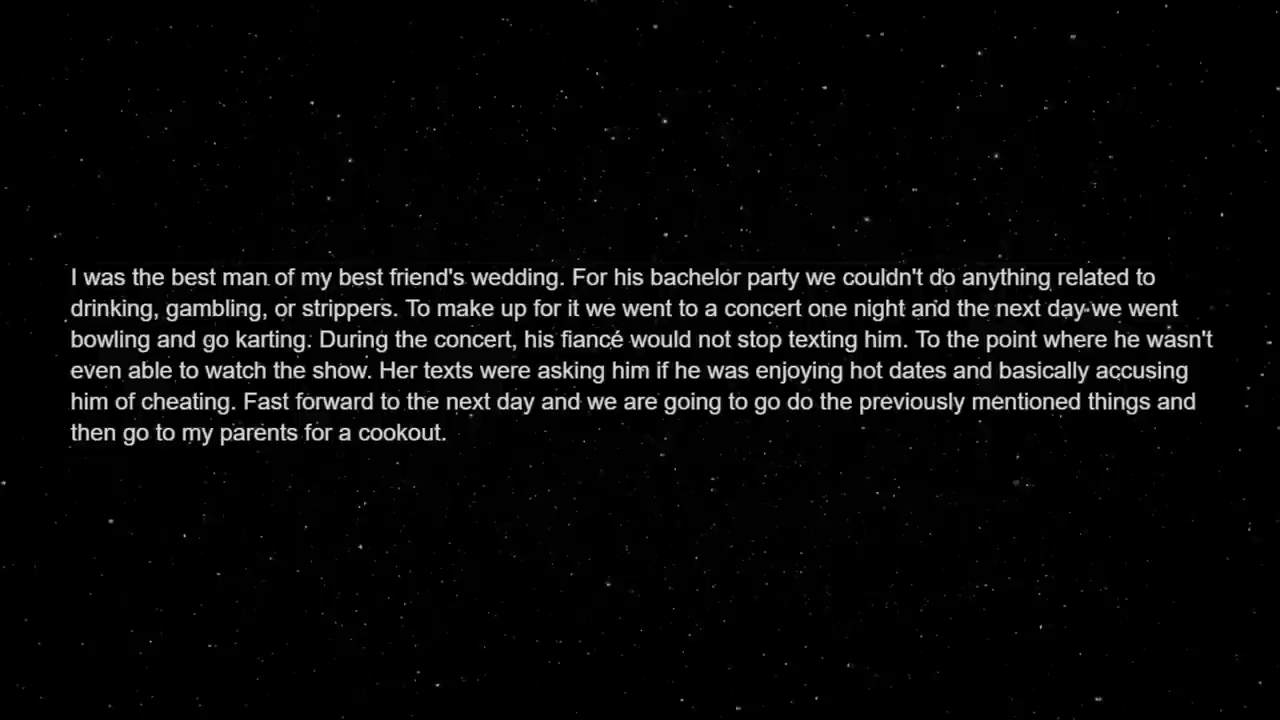 I was the best man of my best friend's wedding. For his bachelor party we couldn't do anything related to
drinking, gambling, or strippers. To make up for it we went to a concert one night and the next day we went
bowling and go karting. During the concert, his fiancé would not stop texting him. To the point where he wasn't
even able to watch the show. Her texts were asking him if he was enjoying hot dates and basically accusing
him of cheating. Fast forward to the next day and we are going to go do the previously mentioned things and
then go to my parents for a cookout.